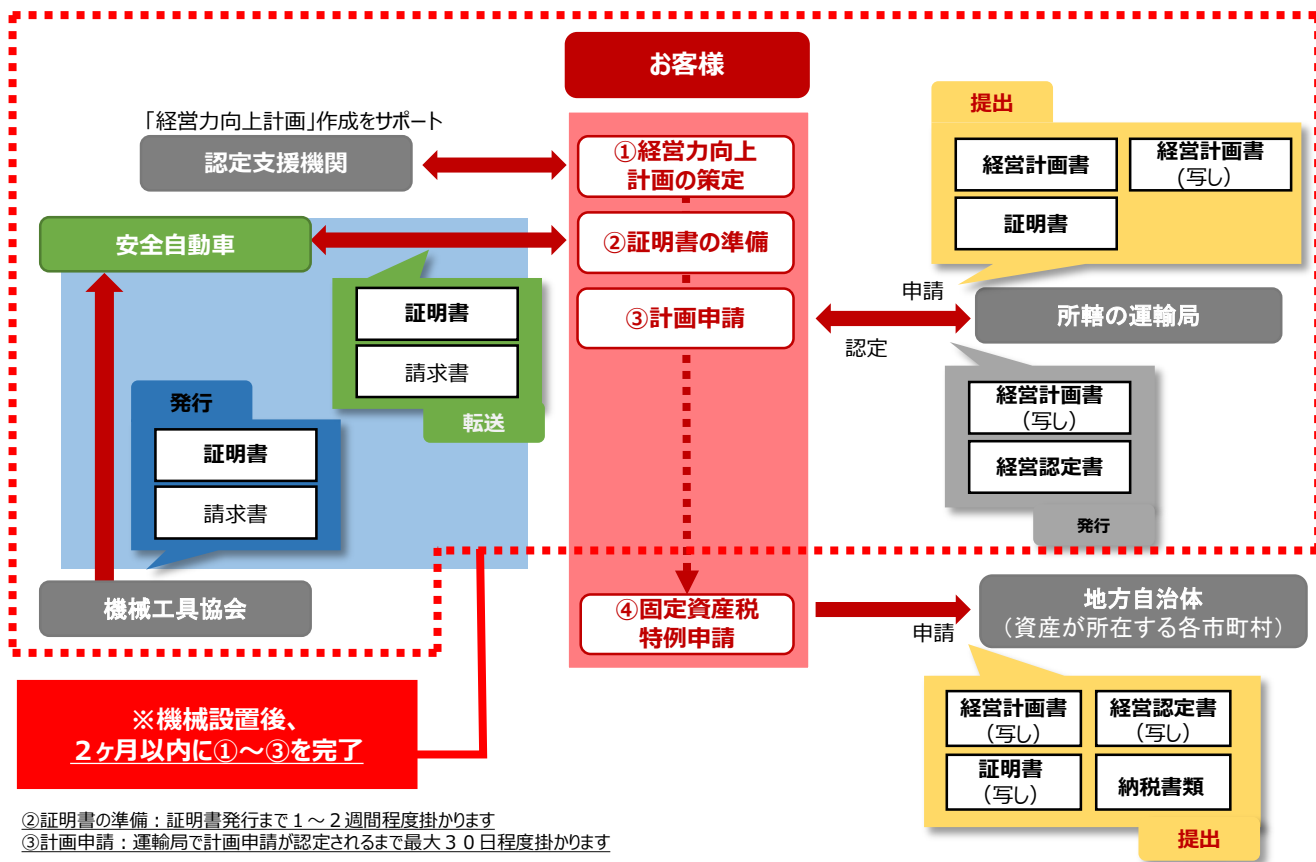 お客様
「経営力向上計画」作成をサポート
認定支援機関
①経営力向上
計画の策定
提出
経営計画書
経営計画書
(写し)
証明書
安全自動車
②証明書の準備
証明書
請求書
転送
③計画申請
申請
認定
所轄の運輸局
経営計画書
(写し)
経営認定書
発行
発行
証明書
請求書
機械工具協会
④固定資産税
特例申請
申請
地方自治体
（資産が所在する各市町村）
経営計画書
(写し)
経営認定書
(写し)
証明書
(写し)
納税書類
提出
※機械設置後、
２ヶ月以内に①～③を完了
②証明書の準備：証明書発行まで１～２週間程度掛かります
③計画申請：運輸局で計画申請が認定されるまで最大３０日程度掛かります